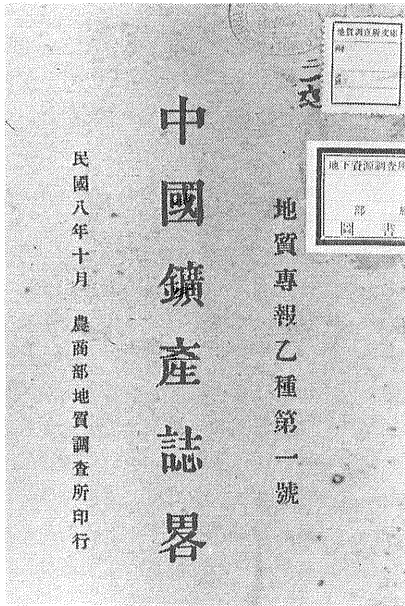 地質專報乙種第一號
中國鑛產誌畧
民國八年十月　農商部地質調查所印行
地下資源調查所
部
圖書